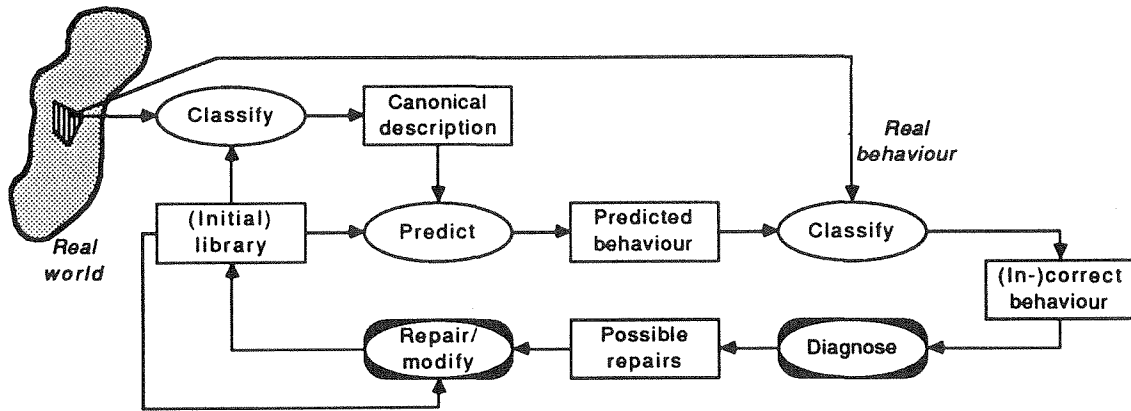 Classify
Canonical
description
Real
behaviour
(Initial)
library
Predict
Predicted
behaviour
Classify
Real
world
(In-)correct
behaviour
Repair/
modify
Possible
repairs
Diagnose